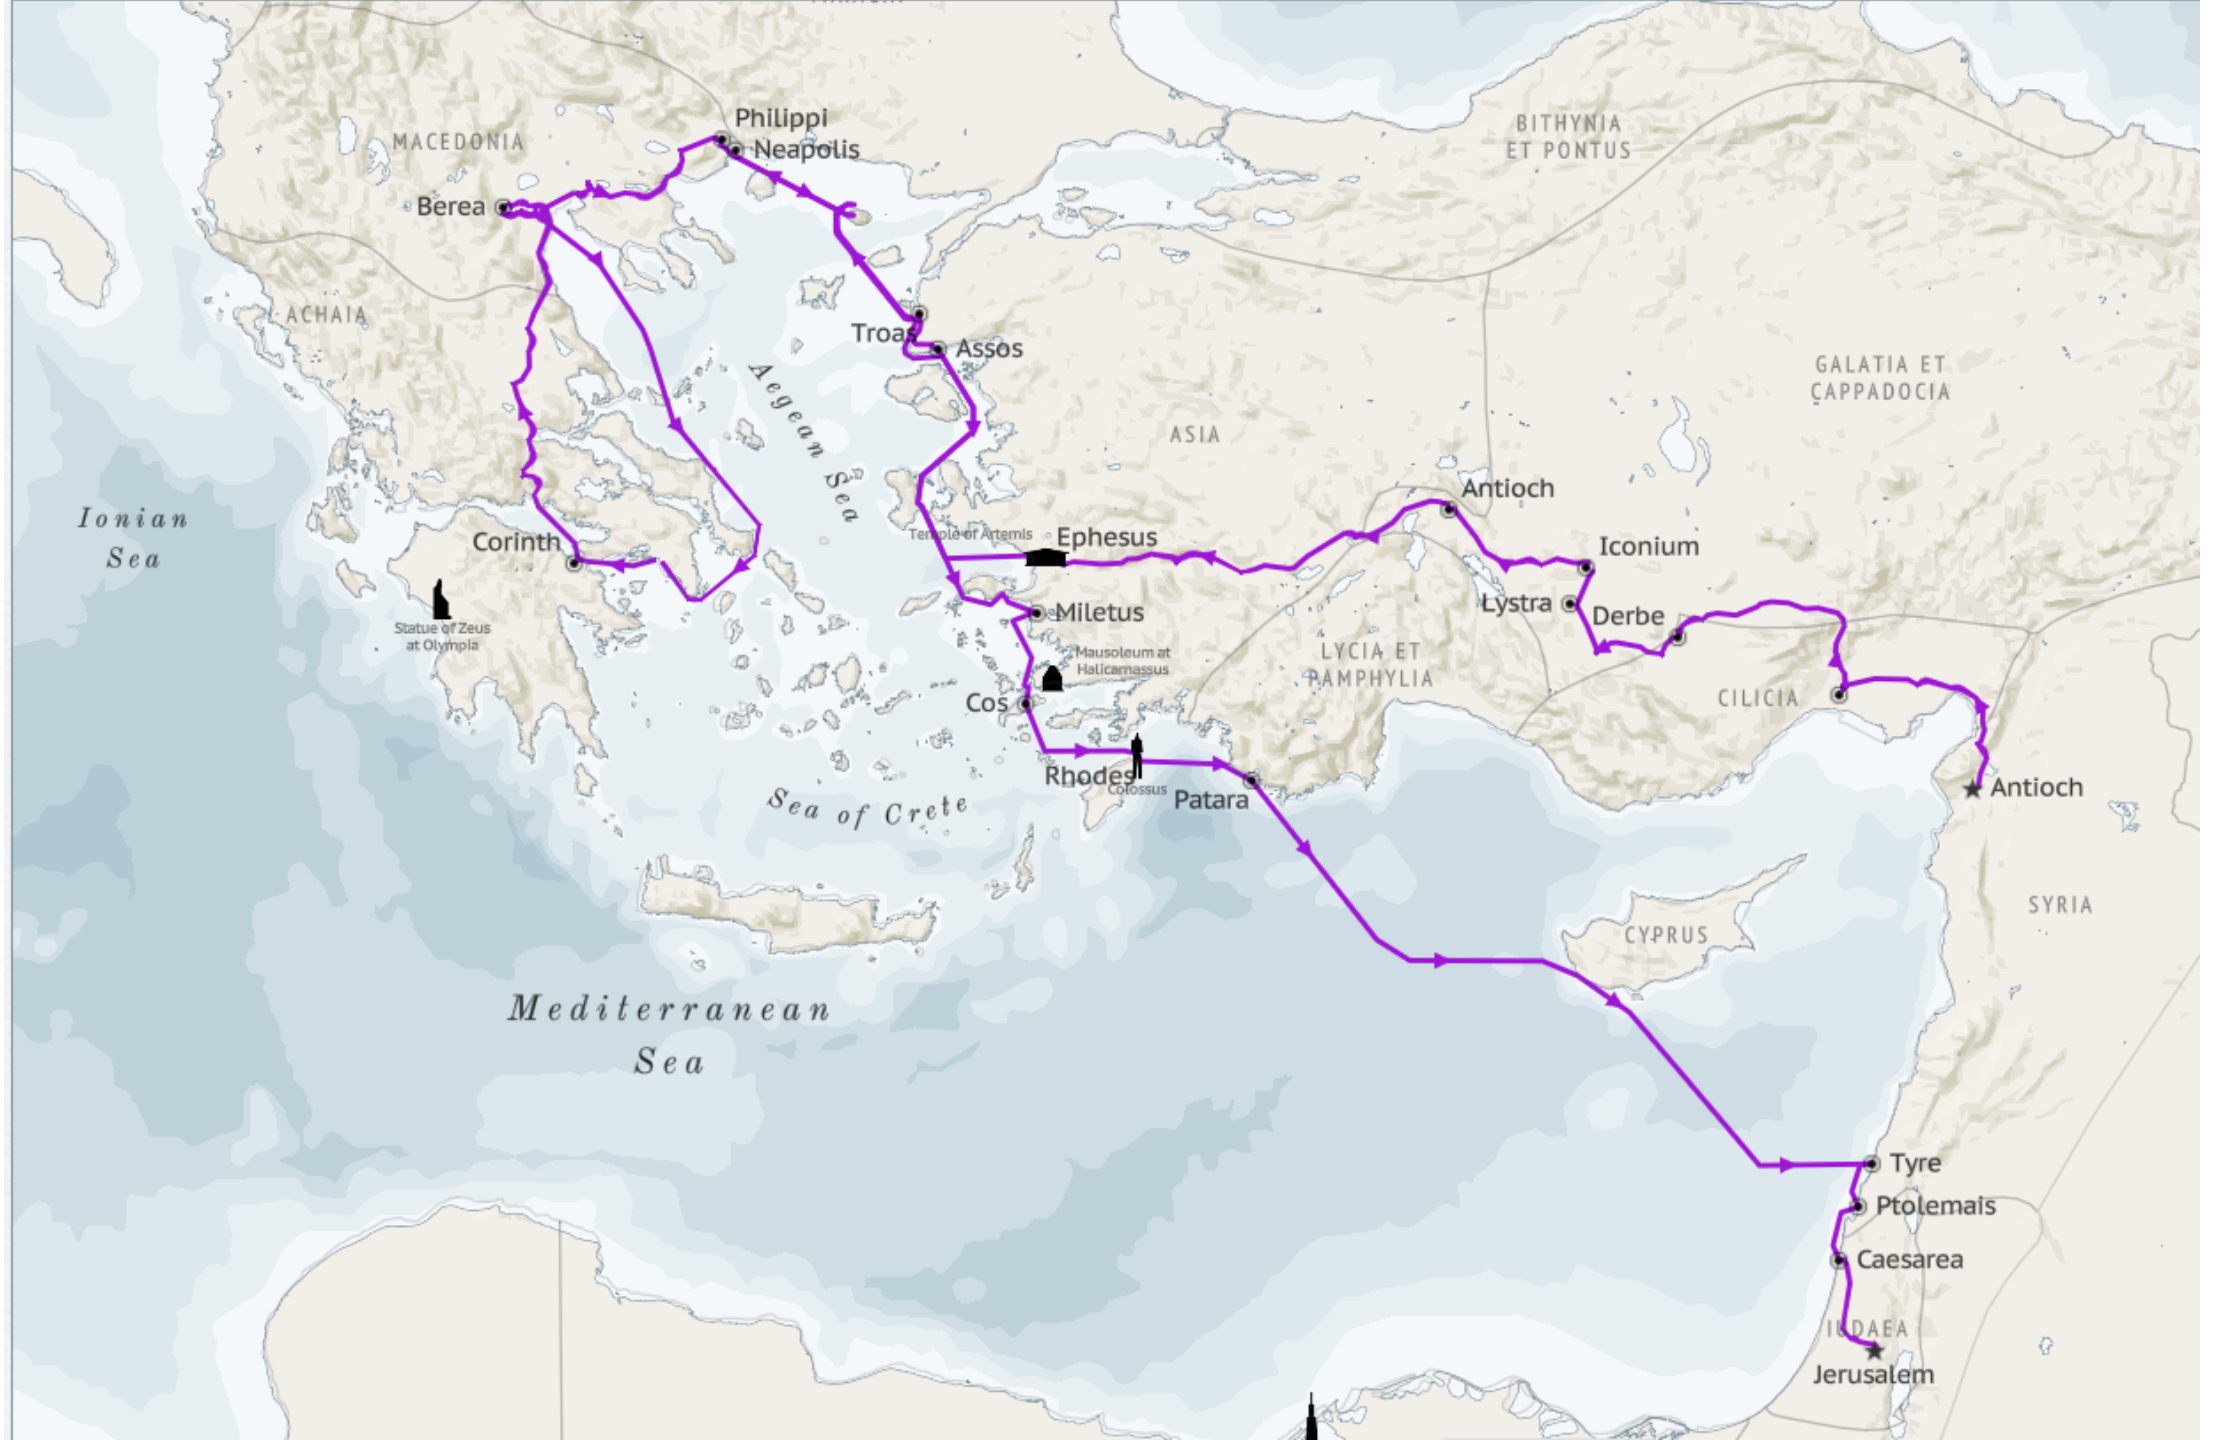 Philippi
Neapolis
MACEDONIA
Berea
BITHYNIA
ET PONTUS
ACHAIA
Troas
Assos
GALATIA ET
CAPPADOCIA
Aegean Sea
ASIA
Antioch
Ionian
Sea
Temple of Artemis
Ephesus
Corinth
Iconium
Lystra
Derbe
Miletus
Statue of Zeus
at Olympia
Mausoleum at
Halicarnassus
LYCIA ET
PAMPHYLIA
Cos
CILICIA
Rhodes
Colossus
Patara
Antioch
Sea of Crete
SYRIA
CYPRUS
Mediterranean
Sea
Tyre
Ptolemais
Caesarea
IUDAEA
Jerusalem